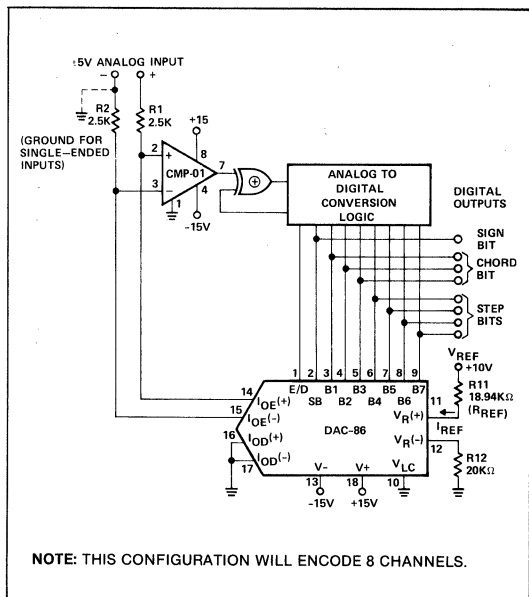 ±5V ANALOG INPUT
− +
R2
2.5K
R1
2.5K
(GROUND FOR
SINGLE–ENDED
INPUTS)
+15
8
2
+
CMP-01
7
3
−
4
1
-15V
+
ANALOG TO
DIGITAL
CONVERSION
LOGIC
DIGITAL
OUTPUTS
SIGN
BIT
CHORD
BIT
STEP
BITS
1 2 3 4 5 6 7 8 9
E/D SB B1 B2 B3 B4 B5 B6 B7
VREF
+10V
R11
18.94KΩ
(RREF)
11
VR(+)
IREF
VR(−)
12
R12
20KΩ
14
IOE(+)
15
IOE(−)
16
IOD(+)
17
IOD(−)
DAC-86
V− V+ VLC
13 18 10
-15V +15V
NOTE: THIS CONFIGURATION WILL ENCODE 8 CHANNELS.